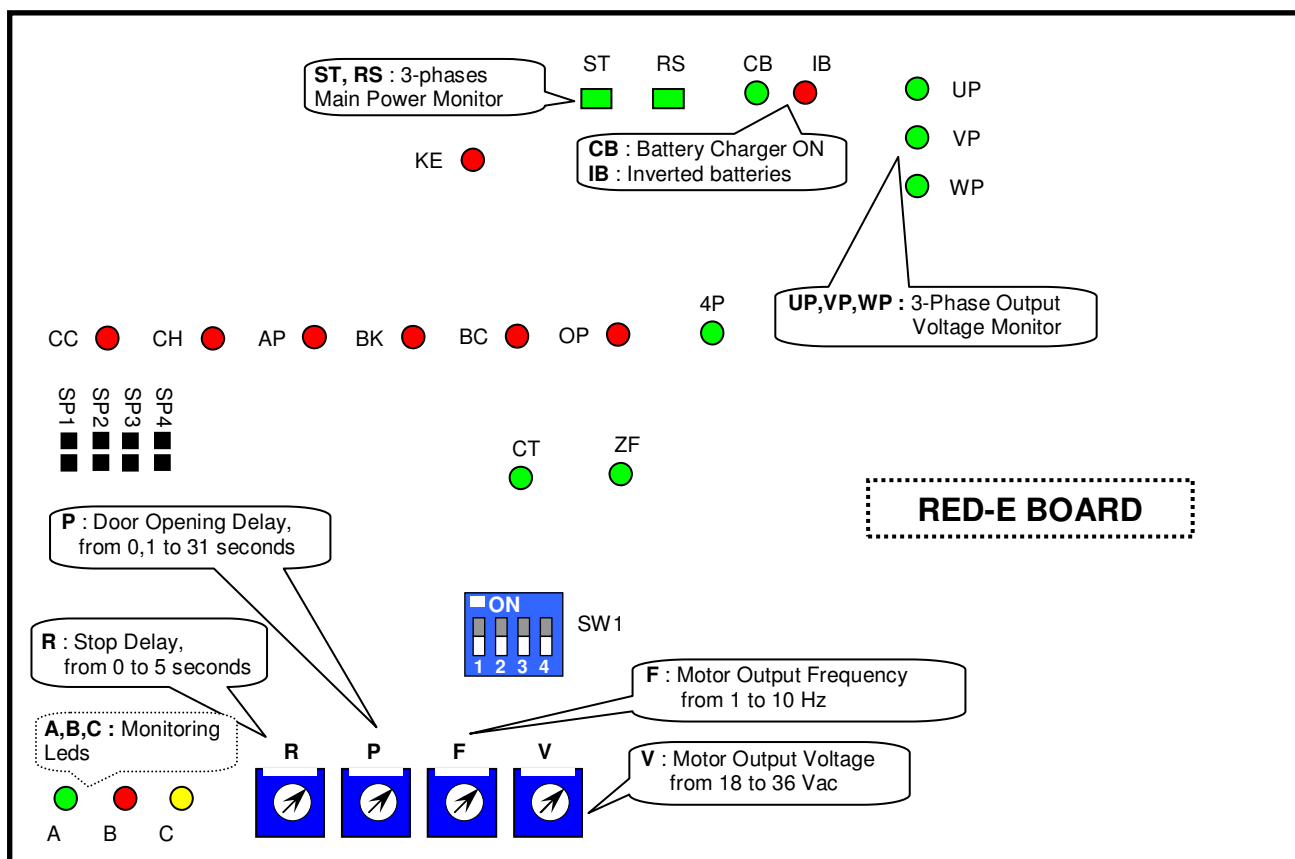 ST, RS : 3-phases
Main Power Monitor
ST RS CB IB
UP
VP
WP
KE
CB : Battery Charger ON
IB : Inverted batteries
UP,VP,WP : 3-Phase Output
Voltage Monitor
CC CH AP BK BC OP 4P
SP1 SP2 SP3 SP4
CT ZF
RED-E BOARD
P : Door Opening Delay,
from 0,1 to 31 seconds
ON
1 2 3 4
SW1
R : Stop Delay,
from 0 to 5 seconds
F : Motor Output Frequency
from 1 to 10 Hz
A,B,C : Monitoring
Leds
R P F V
V : Motor Output Voltage
from 18 to 36 Vac
A B C